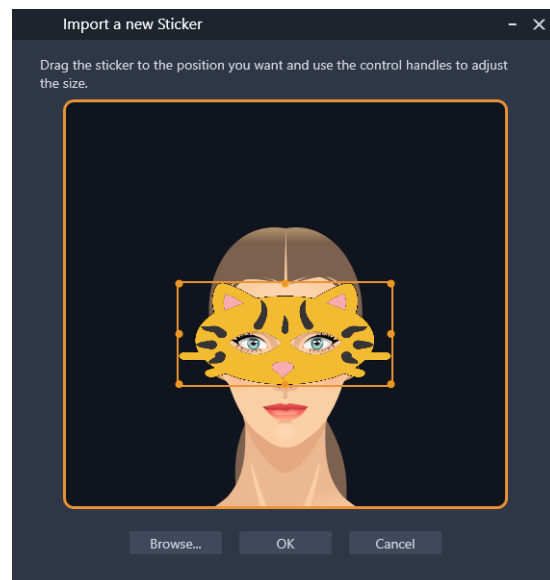 Import a new Sticker
Drag the sticker to the position you want and use the control handles to adjust
the size.
Browse...
OK
Cancel